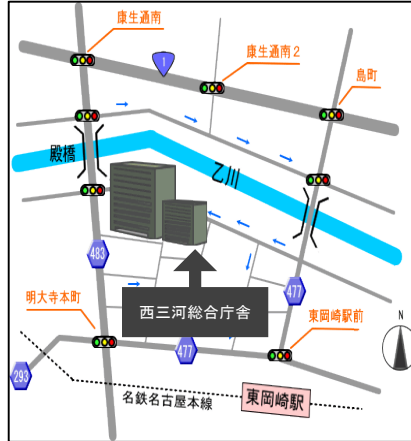 康生通南
1
康生通南2
島町
殿橋
乙川
483
477
西三河総合庁舎
明大寺本町
東岡崎駅前
N
477
293
名鉄名古屋本線
東岡崎駅